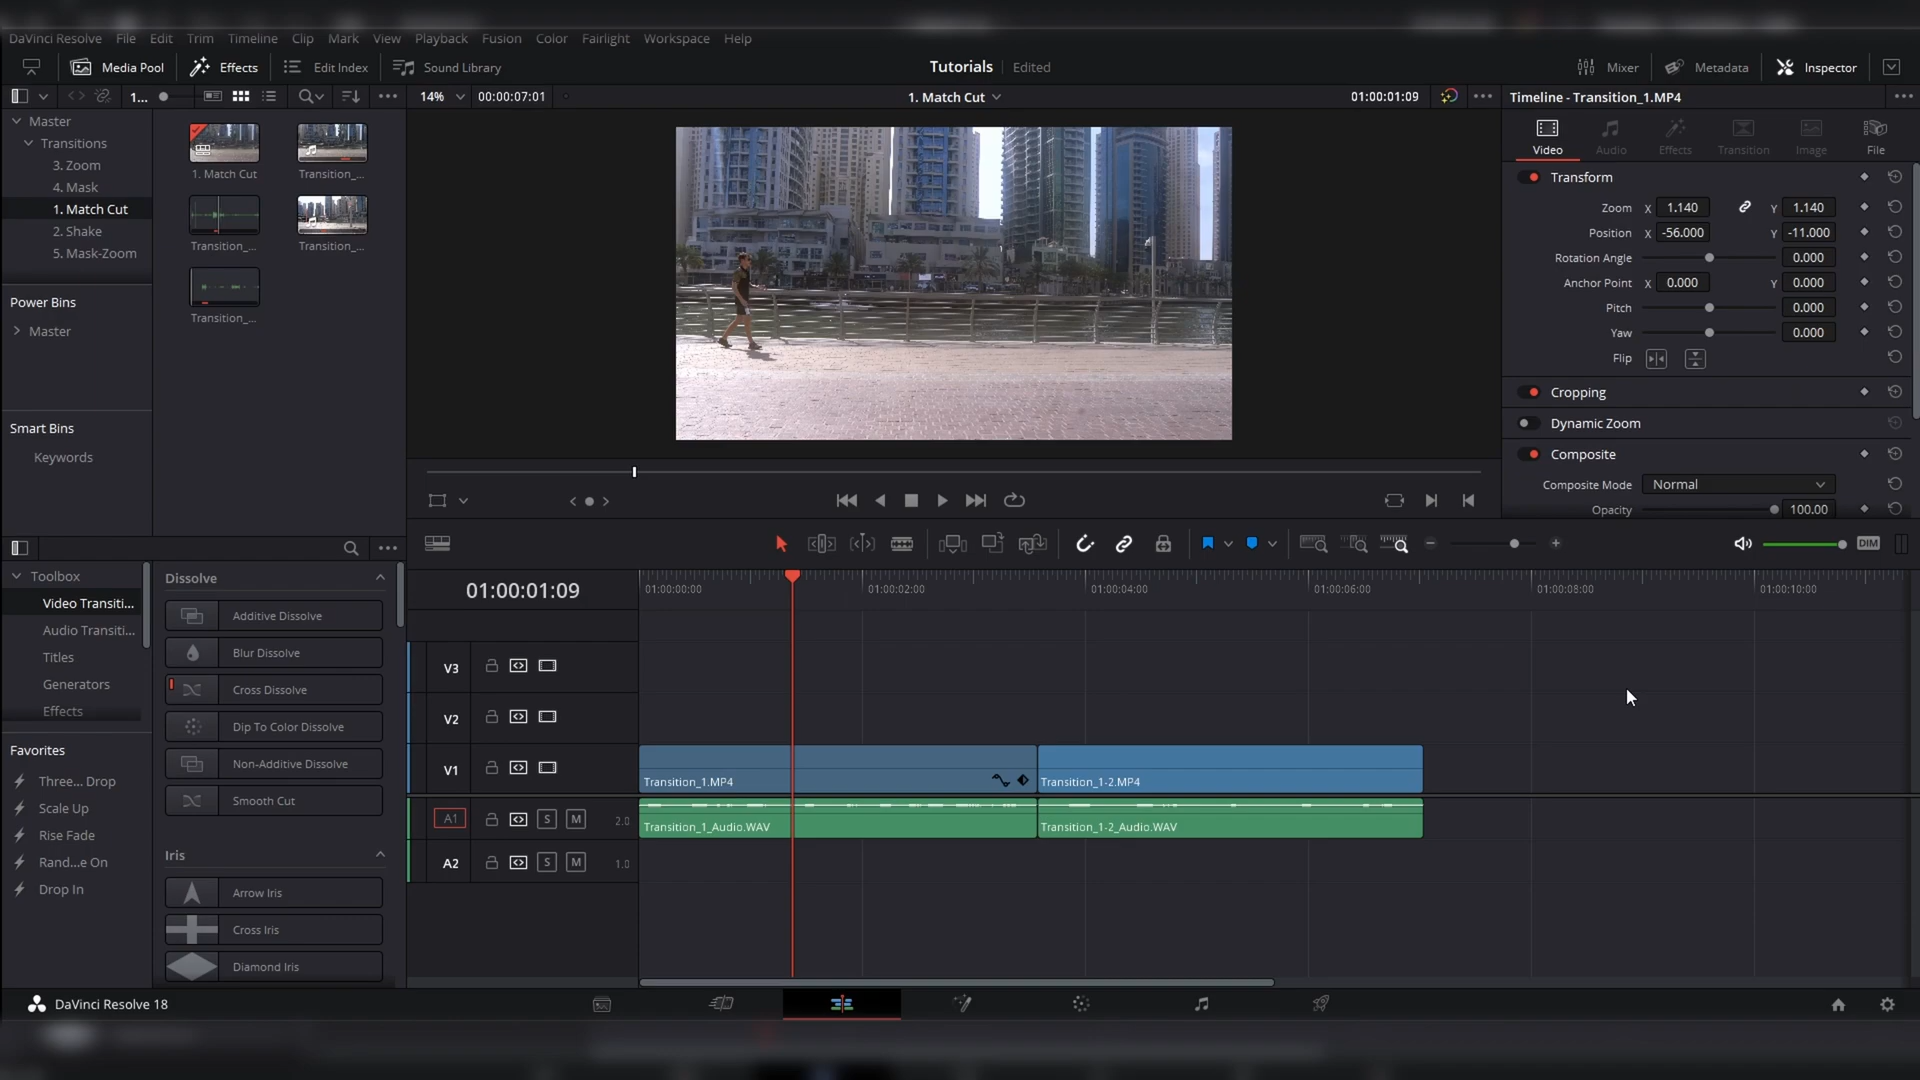 DaVinci Resolve File Edit Trim Timeline Clip Mark View Playback Fusion Color Fairlight Workspace Help
Media Pool Effects Edit Index Sound Library Tutorials Edited Mixer Metadata Inspector
1... 14% 00:00:07:01 1. Match Cut 01:00:01:09 Timeline - Transition_1.MP4
Master
Transitions
3. Zoom
4. Mask
1. Match Cut
2. Shake
5. Mask-Zoom
Power Bins
Master
Smart Bins
Keywords
1. Match Cut Transition_...
Transition_... Transition_...
Transition_...
Video Audio Effects Transition Image File
Transform
Zoom X 1.140 Y 1.140
Position X -56.000 Y -11.000
Rotation Angle 0.000
Anchor Point X 0.000 Y 0.000
Pitch 0.000
Yaw 0.000
Flip
Cropping
Dynamic Zoom
Composite
Composite Mode Normal
Opacity 100.00
DIM
Toolbox
Video Transiti...
Audio Transiti...
Titles
Generators
Effects
Favorites
Three... Drop
Scale Up
Rise Fade
Rand...e On
Drop In
Dissolve
Additive Dissolve
Blur Dissolve
Cross Dissolve
Dip To Color Dissolve
Non-Additive Dissolve
Smooth Cut
Iris
Arrow Iris
Cross Iris
Diamond Iris
01:00:01:09 01:00:00:00 01:00:02:00 01:00:04:00 01:00:06:00 01:00:08:00 01:00:10:00
V3
V2
V1 Transition_1.MP4 Transition_1-2.MP4
A1 S M 2.0 Transition_1_Audio.WAV Transition_1-2_Audio.WAV
A2 S M 1.0
DaVinci Resolve 18